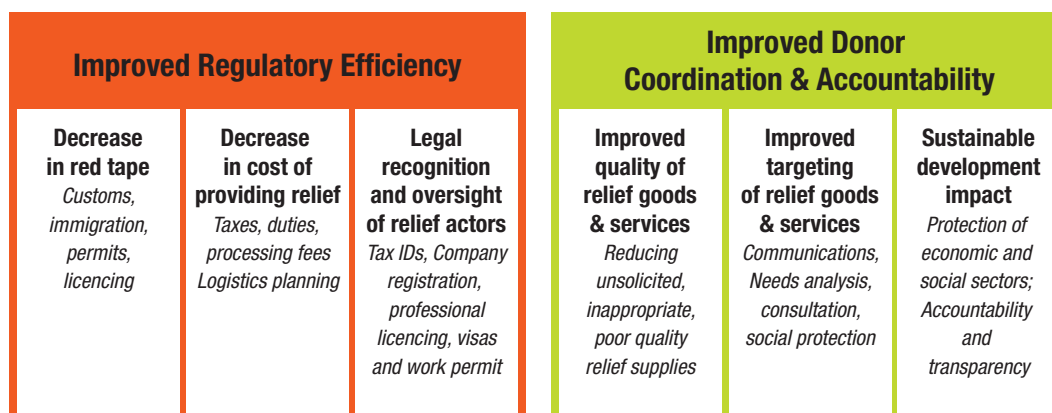 Improved Regulatory Efficiency
Decrease
in red tape
Customs,
immigration,
permits,
licencing
Decrease
in cost of
providing relief
Taxes, duties,
processing fees
Logistics planning
Legal
recognition
and oversight
of relief actors
Tax IDs, Company
registration,
professional
licencing, visas
and work permit
Improved Donor
Coordination & Accountability
Improved
quality of
relief goods
& services
Reducing
unsolicited,
inappropriate,
poor quality
relief supplies
Improved
targeting
of relief goods
& services
Communications,
Needs analysis,
consultation,
social protection
Sustainable
development
impact
Protection of
economic and
social sectors;
Accountability
and
transparency